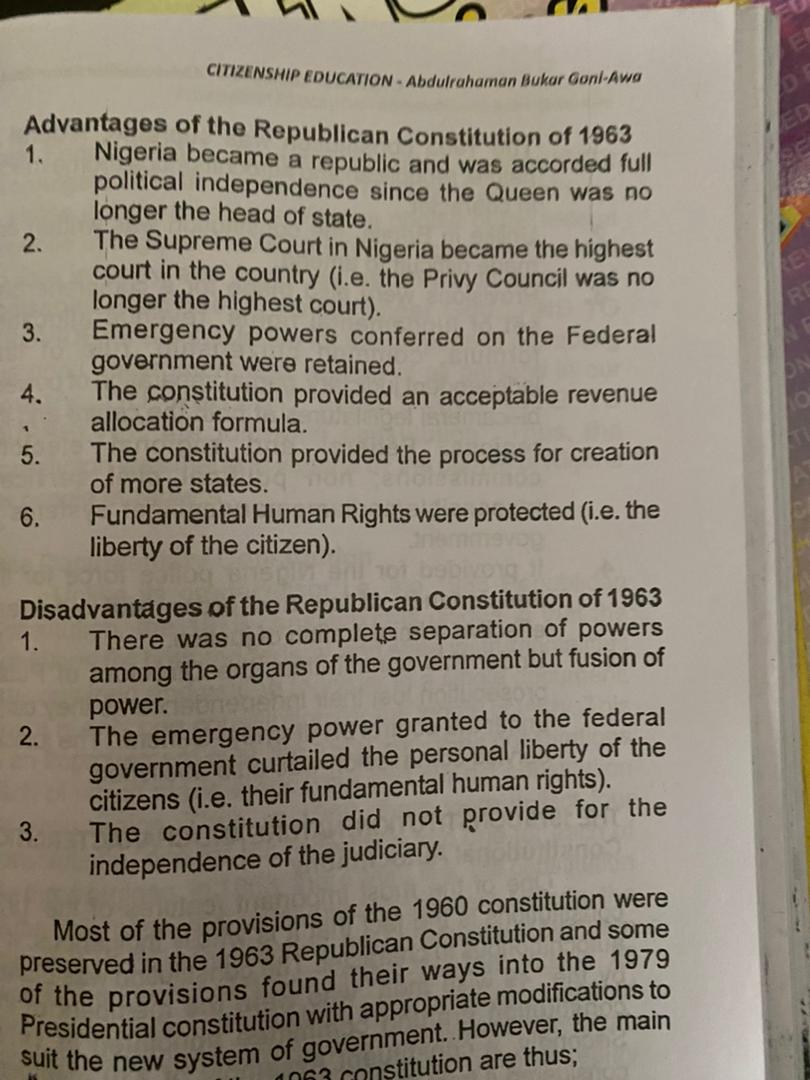 CITIZENSHIP EDUCATION - Abdulrahaman Bukar Goni-Awa
Advantages of the Republican Constitution of 1963
1. Nigeria became a republic and was accorded full
political independence since the Queen was no
longer the head of state.
2. The Supreme Court in Nigeria became the highest
court in the country (i.e. the Privy Council was no
longer the highest court).
3. Emergency powers conferred on the Federal
government were retained.
4. The constitution provided an acceptable revenue
allocation formula.
5. The constitution provided the process for creation
of more states.
6. Fundamental Human Rights were protected (i.e. the
liberty of the citizen).
Disadvantages of the Republican Constitution of 1963
1. There was no complete separation of powers
among the organs of the government but fusion of
power.
2. The emergency power granted to the federal
government curtailed the personal liberty of the
citizens (i.e. their fundamental human rights).
3. The constitution did not provide for the
independence of the judiciary.
Most of the provisions of the 1960 constitution were
preserved in the 1963 Republican Constitution and some
of the provisions found their ways into the 1979
Presidential constitution with appropriate modifications to
suit the new system of government. However, the main
1963 constitution are thus;